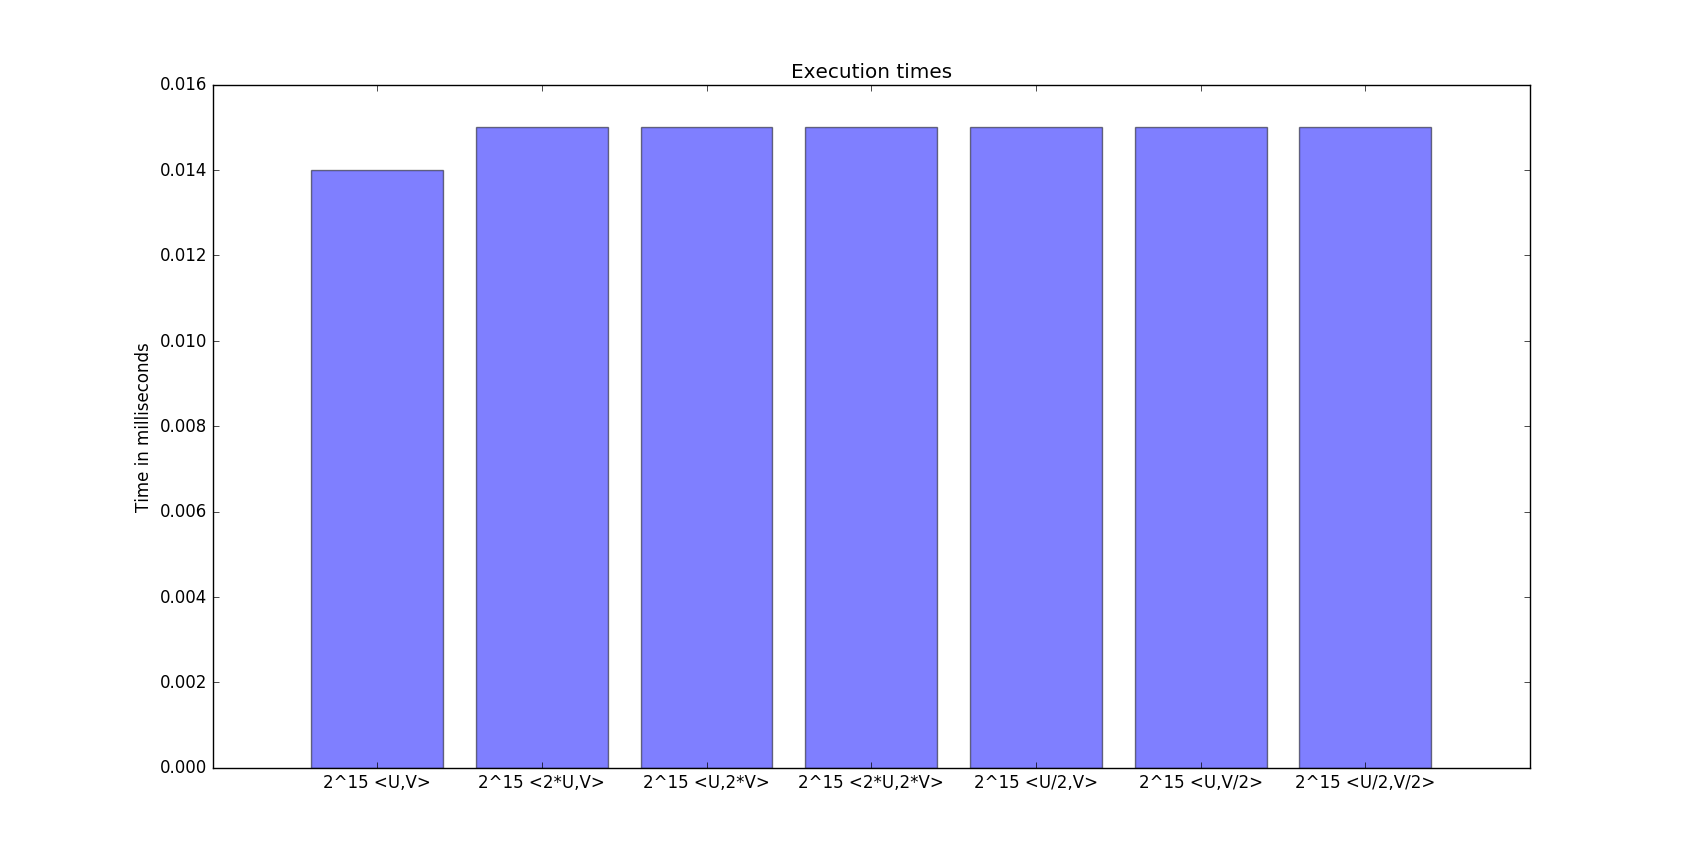 Execution times
0.016
0.014
0.012
0.010
0.008
0.006
0.004
0.002
0.000
Time in milliseconds
2^15 <U,V>
2^15 <2*U,V>
2^15 <U,2*V>
2^15 <2*U,2*V>
2^15 <U/2,V>
2^15 <U,V/2>
2^15 <U/2,V/2>